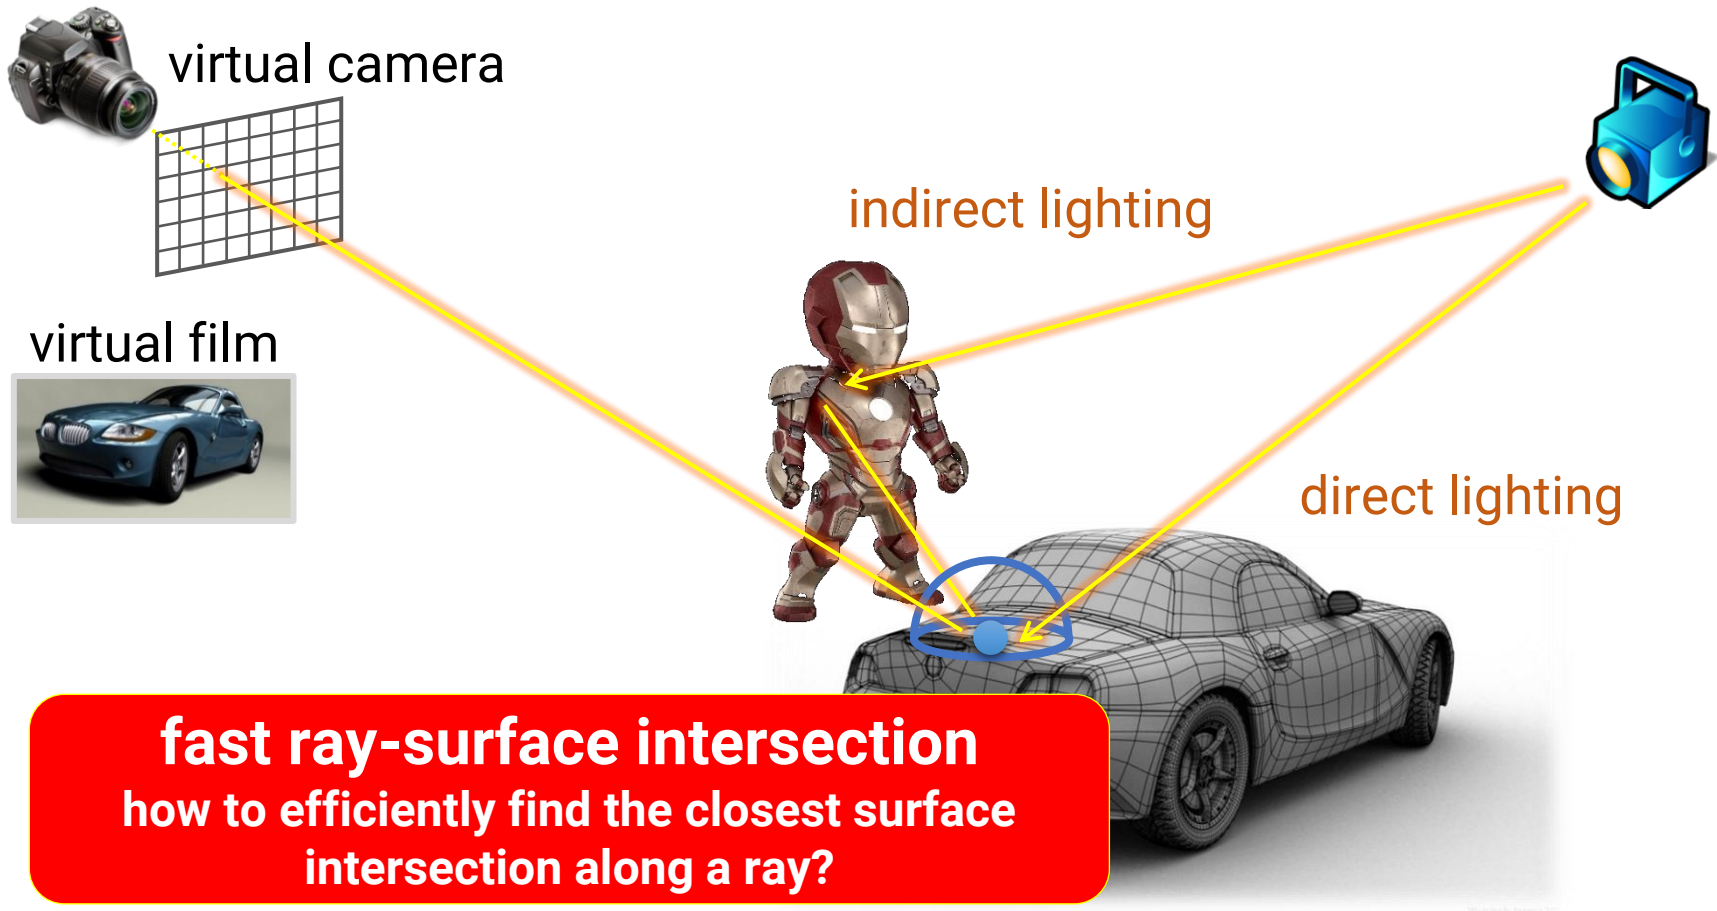 virtual camera
indirect lighting
virtual film
direct lighting
fast ray-surface intersection
how to efficiently find the closest surface
intersection along a ray?